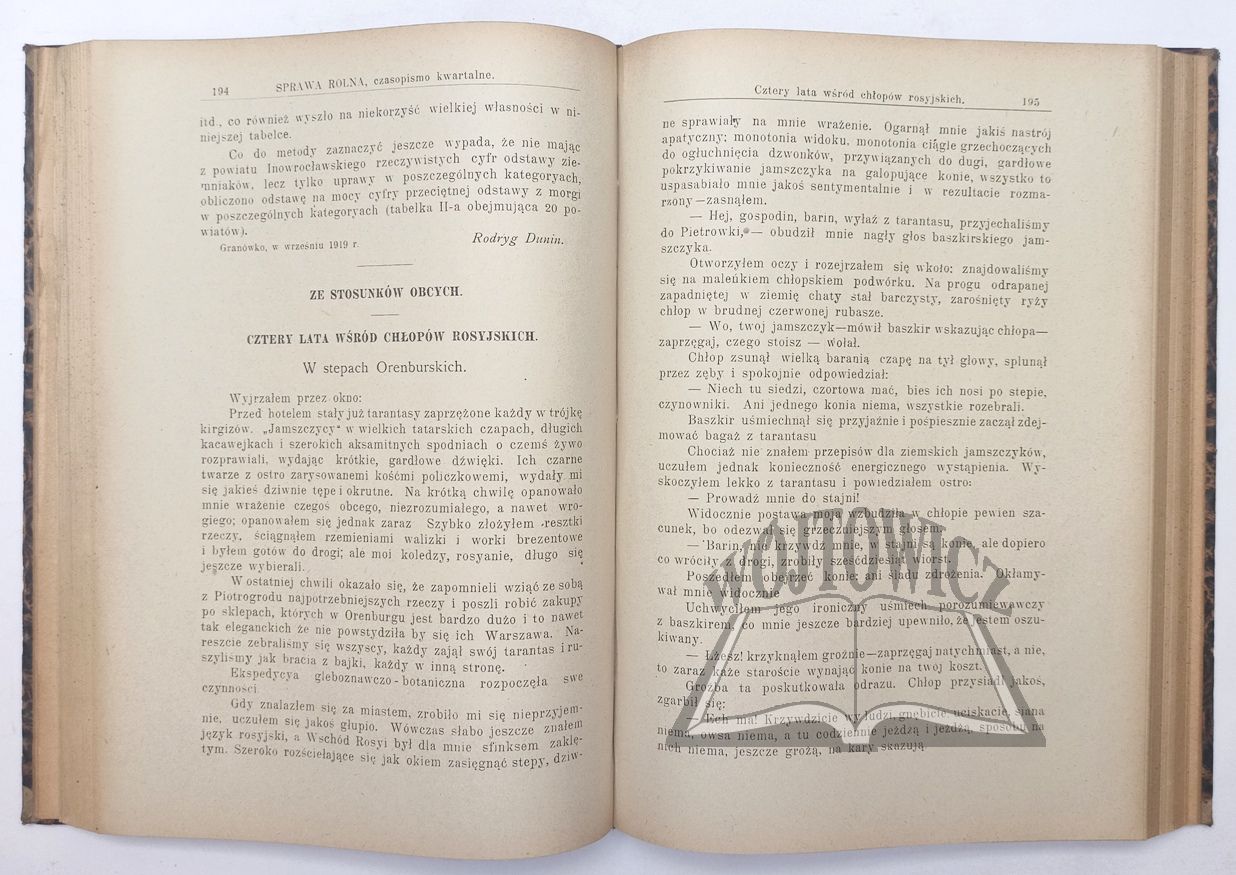 194 SPRAWA ROLNA, czasopismo kwartalne.
itd., co również wyszło na niekorzyść wielkiej własności w ni-
niejszej tabelce.
Co do metody zaznaczyć jeszcze wypada, że nie mając
z powiatu Inowrocławskiego rzeczywistych cyfr odstawy zie-
mniaków, lecz tylko uprawy w poszczególnych kategoryach,
obliczono odstawę na mocy cyfry przeciętnej odstawy z morgi
w poszczególnych kategoryach (tabelka II-a obejmująca 20 po-
wiatów).
Rodryg Dunin.
Granówko, w wrześniu 1919 r.
ZE STOSUNKÓW OBCYCH.
CZTERY LATA WŚRÓD CHŁOPÓW ROSYJSKICH.
W stepach Orenburskich.
Wyjrzałem przez okno:
Przed hotelem stały już tarantasy zaprzężone każdy w trójkę
kirgizów. „Jamszczycy“ w wielkich tatarskich czapach, długich
kacawejkach i szerokich aksamitnych spodniach o czemś żywo
rozprawiali, wydając krótkie, gardłowe dźwięki. Ich czarne
twarze z ostro zarysowanemi kośćmi policzkowemi, wydały mi
się jakieś dziwnie tępe i okrutne. Na krótką chwilę opanowało
mnie wrażenie czegoś obcego, niezrozumiałego, a nawet wro-
giego; opanowałem się jednak zaraz Szybko złożyłem resztki
rzeczy, ściągnąłem rzemieniami walizki i worki brezentowe
i byłem gotów do drogi; ale moi koledzy, rosyanie, długo się
jeszcze wybierali.
W ostatniej chwili okazało się, że zapomnieli wziąć ze sobą
z Piotrogrodu najpotrzebniejszych rzeczy i poszli robić zakupy
po sklepach, których w Orenburgu jest bardzo dużo i to nawet
tak eleganckich że nie powstydziła by się ich Warszawa. Na-
reszcie zebraliśmy się wszyscy, każdy zajął swój tarantas i ru-
szyliśmy jak bracia z bajki, każdy w inną stronę.
Ekspedycya gleboznawczo-botaniczna rozpoczęła swe
czynności.
Gdy znalazłem się za miastem, zrobiło mi się nieprzyjem-
nie, uczułem się jakoś głupio. Wówczas słabo jeszcze znałem
język rosyjski, a Wschód Rosyi był dla mnie sfinksem zaklę-
tym. Szeroko rozścielające się jak okiem zasięgnąć stepy, dziw-
Cztery lata wśród chłopów rosyjskich. 195
ne sprawiały na mnie wrażenie. Ogarnął mnie jakiś nastrój
apatyczny; monotonia widoku, monotonia ciągle grzechoczących
do ogłuchnięcia dzwonków, przywiązanych do dugi, gardłowe
pokrzykiwanie jamszczyka na galopujące konie, wszystko to
uspasabiało mnie jakoś sentymentalnie i w rezultacie rozma-
rzony—zasnąłem.
— Hej, gospodin, barin, wyłaź z tarantasu, przyjechaliśmy
do Pietrowki,— obudził mnie nagły głos baszkirskiego jam-
szczyka.
Otworzyłem oczy i rozejrzałem się wkoło: znajdowaliśmy
się na maleńkiem chłopskiem podwórku. Na progu odrapanej
zapadniętej w ziemię chaty stał barczysty, zarośnięty ryży
chłop w brudnej czerwonej rubasze.
— Wo, twoj jamszczyk—mówił baszkir wskazując chłopa—
zaprzęgaj, czego stoisz — wołał.
Chłop zsunął wielką baranią czapę na tył głowy, splunął
przez zęby i spokojnie odpowiedział:
— Niech tu siedzi, czortowa mać, bies ich nosi po stepie,
czynowniki. Ani jednego konia niema, wszystkie rozebrali.
Baszkir uśmiechnął się przyjaźnie i pospiesznie zaczął zdej-
mować bagaż z tarantasu
Chociaż nie znałem przepisów dla ziemskich jamszczyków,
uczułem jednak konieczność energicznego wystąpienia. Wy-
skoczyłem lekko z tarantasu i powiedziałem ostro:
— Prowadź mnie do stajni!
Widocznie postawa moja wzbudziła w chłopie pewien sza-
cunek, bo odezwał się grzeczniejszym głosem
— Barin, nie krzywdź mnie, w stajni są konie, ale dopiero
co wróciły z drogi, zrobiły sześćdziesiąt wiorst.
Poszedłem obejrzeć konie; ani śladu zdrożenia. Okłamy-
wał mnie widocznie
Uchwyciłem jego ironiczny uśmiech porozumiewawczy
z baszkirem, co mnie jeszcze bardziej upewniło, że jestem oszu-
kiwany.
— Łżesz! krzyknąłem groźnie—zaprzęgaj natychmiast, a nie,
to zaraz każe staroście wynająć konie na twój koszt.
Groźba ta poskutkowała odrazu. Chłop przysiadł jakoś,
zgarbił się:
— Ech ma! Krzywdzicie wy ludzi, gnębicie, uciskacie, siana
niema, owsa niema, a tu codziennie jeżdżą i jeżdżą, sposobu na
nich niema, jeszcze grożą, na kary skazują
WÓJTOWICZ